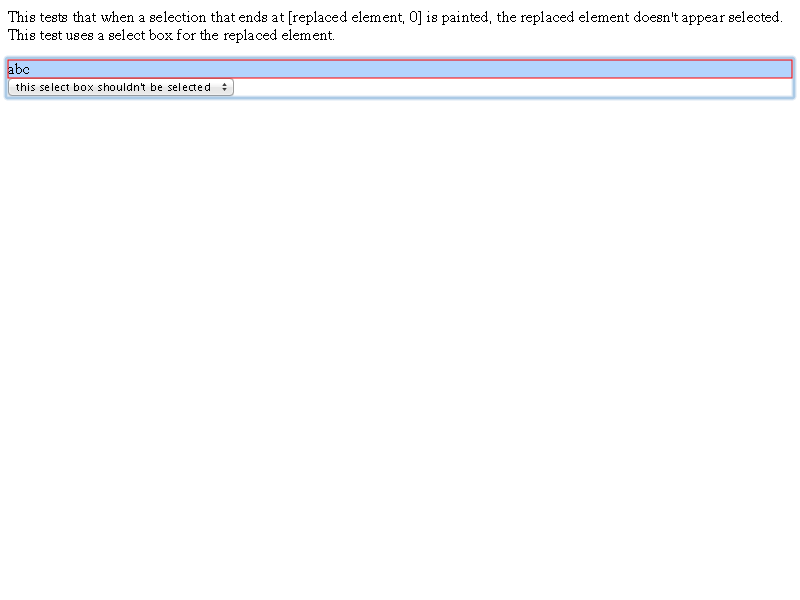 This tests that when a selection that ends at [replaced element, 0] is painted, the replaced element doesn't appear selected.
This test uses a select box for the replaced element.
abc
this select box shouldn't be selected